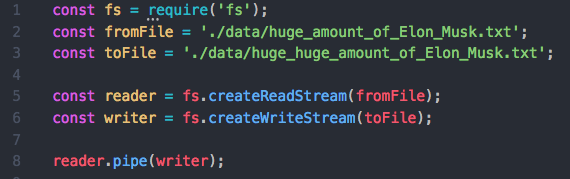 1 const fs = require('fs');
2 const fromFile = './data/huge_amount_of_Elon_Musk.txt';
3 const toFile = './data/huge_huge_amount_of_Elon_Musk.txt';
4
5 const reader = fs.createReadStream(fromFile);
6 const writer = fs.createWriteStream(toFile);
7
8 reader.pipe(writer);